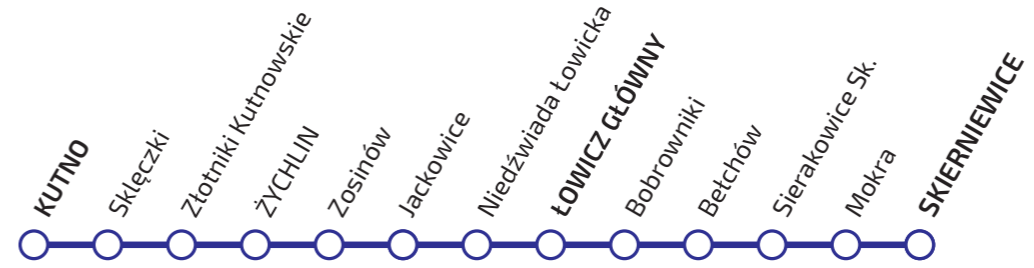 KUTNO
Sklęczki
Złotniki Kutnowskie
ŻYCHLIN
Zosinów
Jackowice
Niedźwiada Łowicka
ŁOWICZ GŁÓWNY
Bobrowniki
Bełchów
Sierakowice Sk.
Mokra
SKIERNIEWICE